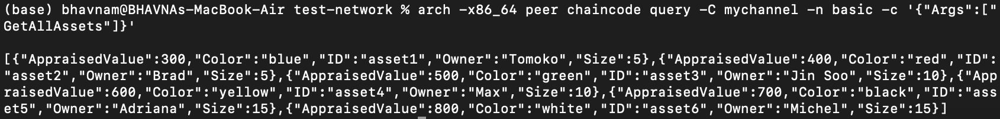 (base) bhavnam@BHAVNAs-MacBook-Air test-network % arch -x86_64 peer chaincode query -C mychannel -n basic -c '{"Args":["
GetAllAssets"]}'
[{"AppraisedValue":300,"Color":"blue","ID":"asset1","Owner":"Tomoko","Size":5},{"AppraisedValue":400,"Color":"red","ID":
"asset2","Owner":"Brad","Size":5},{"AppraisedValue":500,"Color":"green","ID":"asset3","Owner":"Jin Soo","Size":10},{"App
raisedValue":600,"Color":"yellow","ID":"asset4","Owner":"Max","Size":10},{"AppraisedValue":700,"Color":"black","ID":"ass
et5","Owner":"Adriana","Size":15},{"AppraisedValue":800,"Color":"white","ID":"asset6","Owner":"Michel","Size":15}]